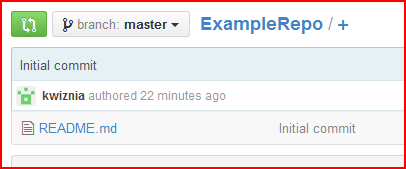 branch: master ExampleRepo / +
Initial commit
kwiznia authored 22 minutes ago
README.md Initial commit